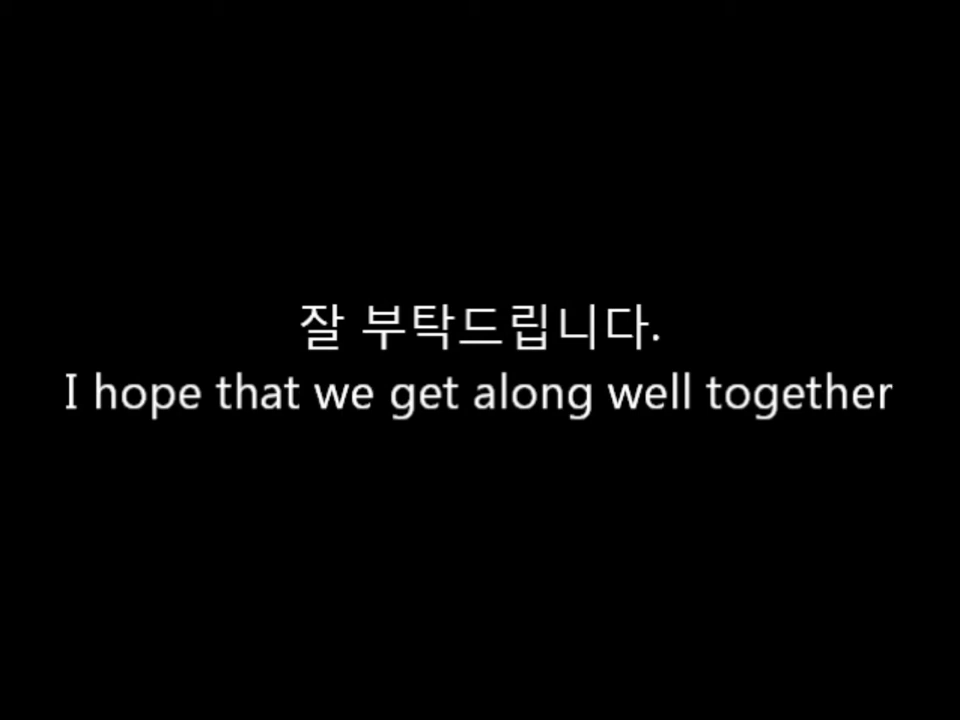 잘 부탁드립니다.
I hope that we get along well together